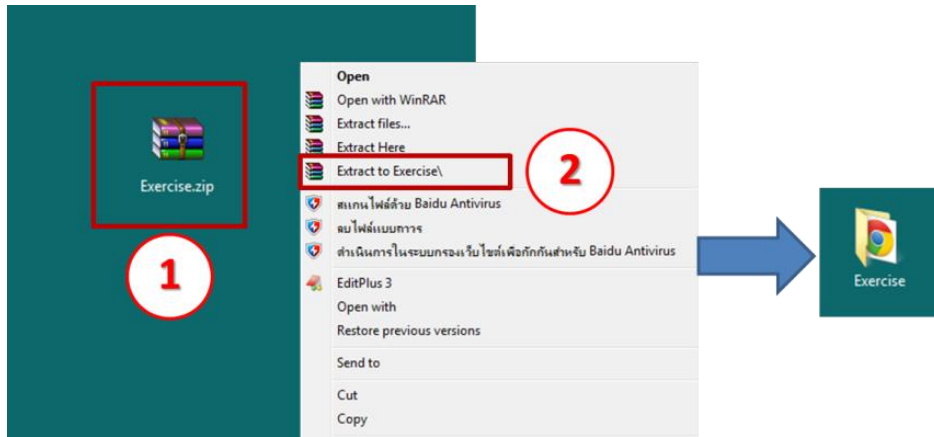 Exercise.zip
1
Open
Open with WinRAR
Extract files...
Extract Here
Extract to Exercise\
2
สแกนไฟล์ด้วย Baidu Antivirus
ลบไฟล์แบบถาวร
ดำเนินการในระบบกรองเว็บไซต์เพื่อกักกันสำหรับ Baidu Antivirus
EditPlus 3
Open with
Restore previous versions
Send to
Cut
Copy
Exercise